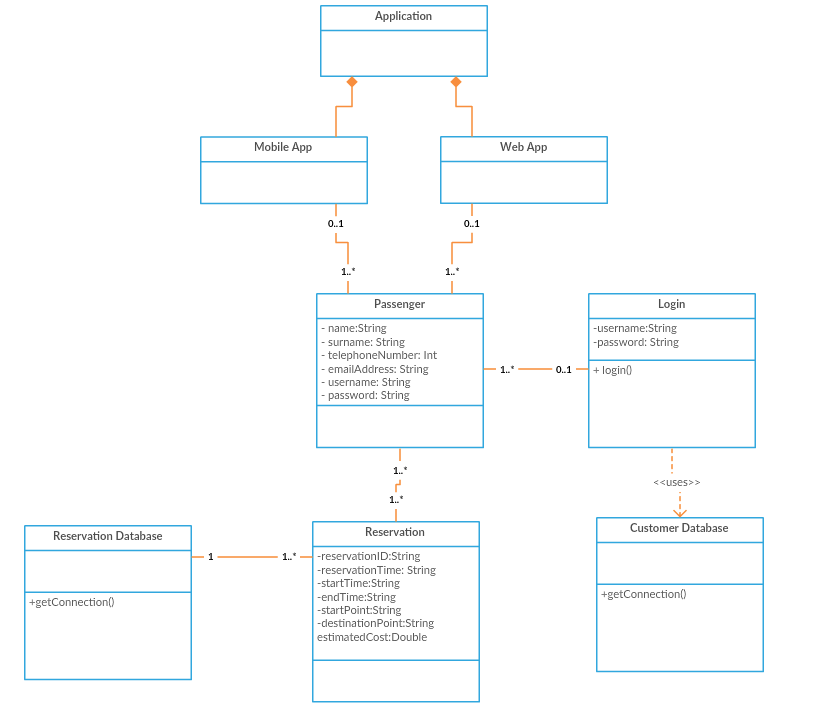 Application
Mobile App
Web App
0..1
0..1
1..*
1..*
Passenger
- name:String
- surname: String
- telephoneNumber: Int
- emailAddress: String
- username: String
- password: String
Login
-username:String
-password: String
+ login()
1..*
0..1
1..*
1..*
<<uses>>
Reservation Database
+getConnection()
1
1..*
Reservation
-reservationID:String
-reservationTime: String
-startTime:String
-endTime:String
-startPoint:String
-destinationPoint:String
estimatedCost:Double
Customer Database
+getConnection()